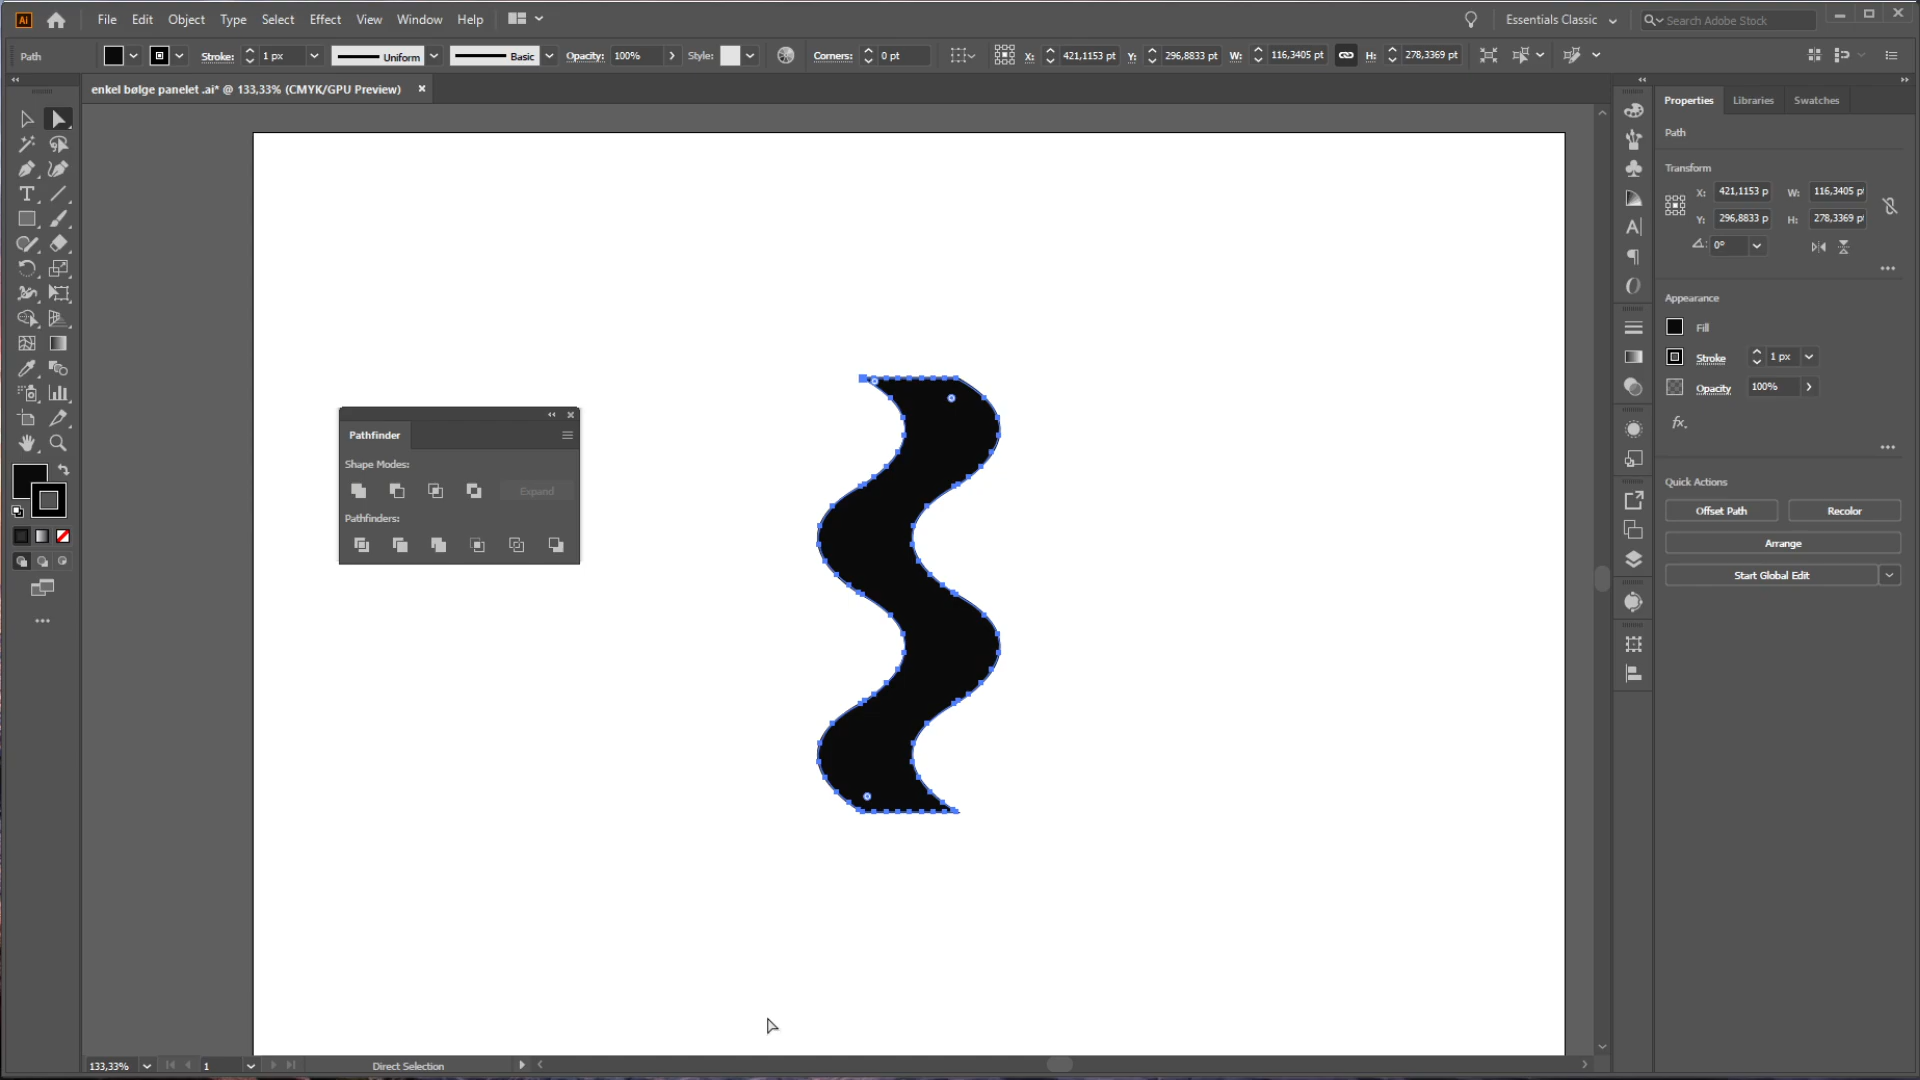 Ai File Edit Object Type Select Effect View Window Help Essentials Classic Search Adobe Stock
Path Stroke: 1 px Uniform Basic Opacity: 100% Style: Corners: 0 pt X: 421,1153 pt Y: 296,8833 pt W: 116,3405 pt H: 278,3369 pt
enkel bølge panelet .ai* @ 133,33% (CMYK/GPU Preview)
Properties Libraries Swatches
Path
Transform
X: 421,1153 p W: 116,3405 p
Y: 296,8833 p H: 278,3369 p
0°
Appearance
Fill
Stroke 1 px
Opacity 100%
fx.
Quick Actions
Offset Path Recolor
Arrange
Start Global Edit
Pathfinder
Shape Modes:
Expand
Pathfinders:
133,33% 1 Direct Selection